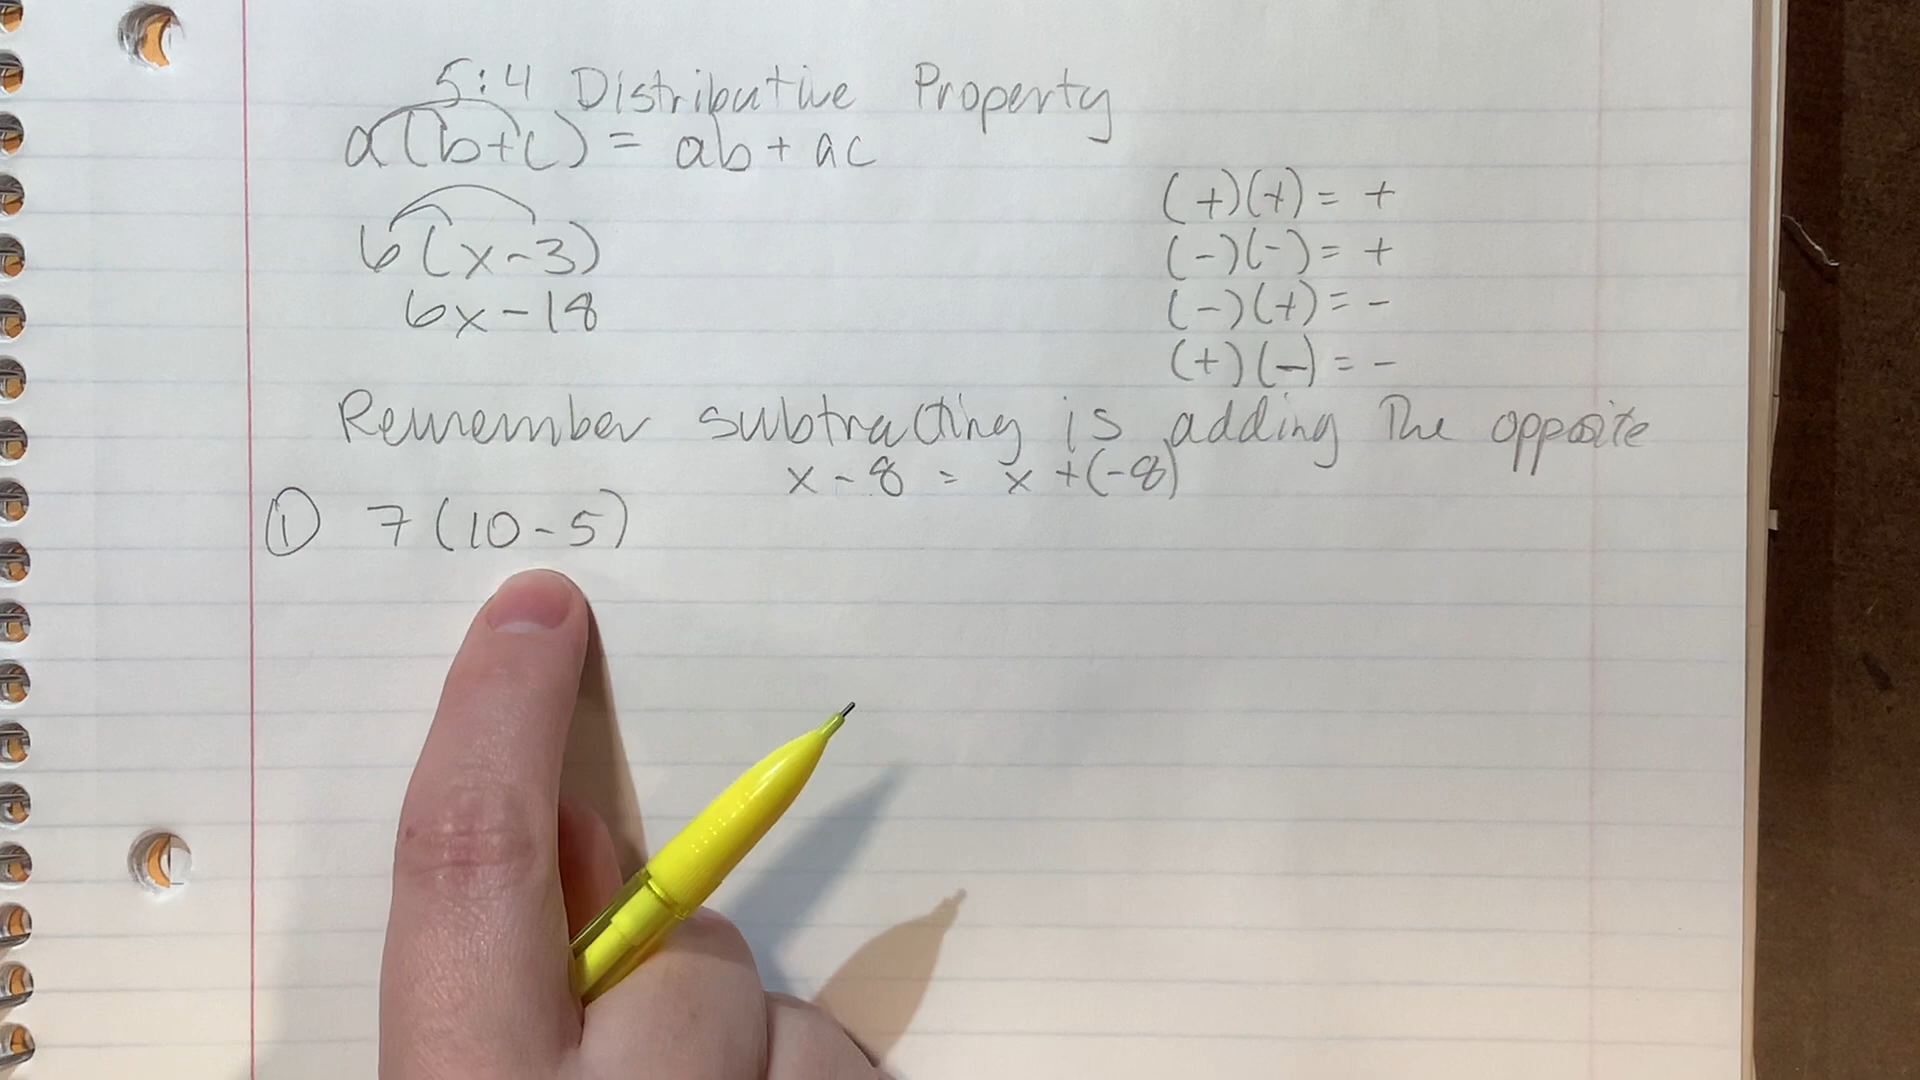 5:4 Distributive Property
a(b+c) = ab + ac
6(x-3)
6x-18
(+)(+) = +
(-)(-) = +
(-)(+) = -
(+)(-) = -
Remember subtracting is adding The opposite
x - 8 = x + (-8)
① 7(10-5)